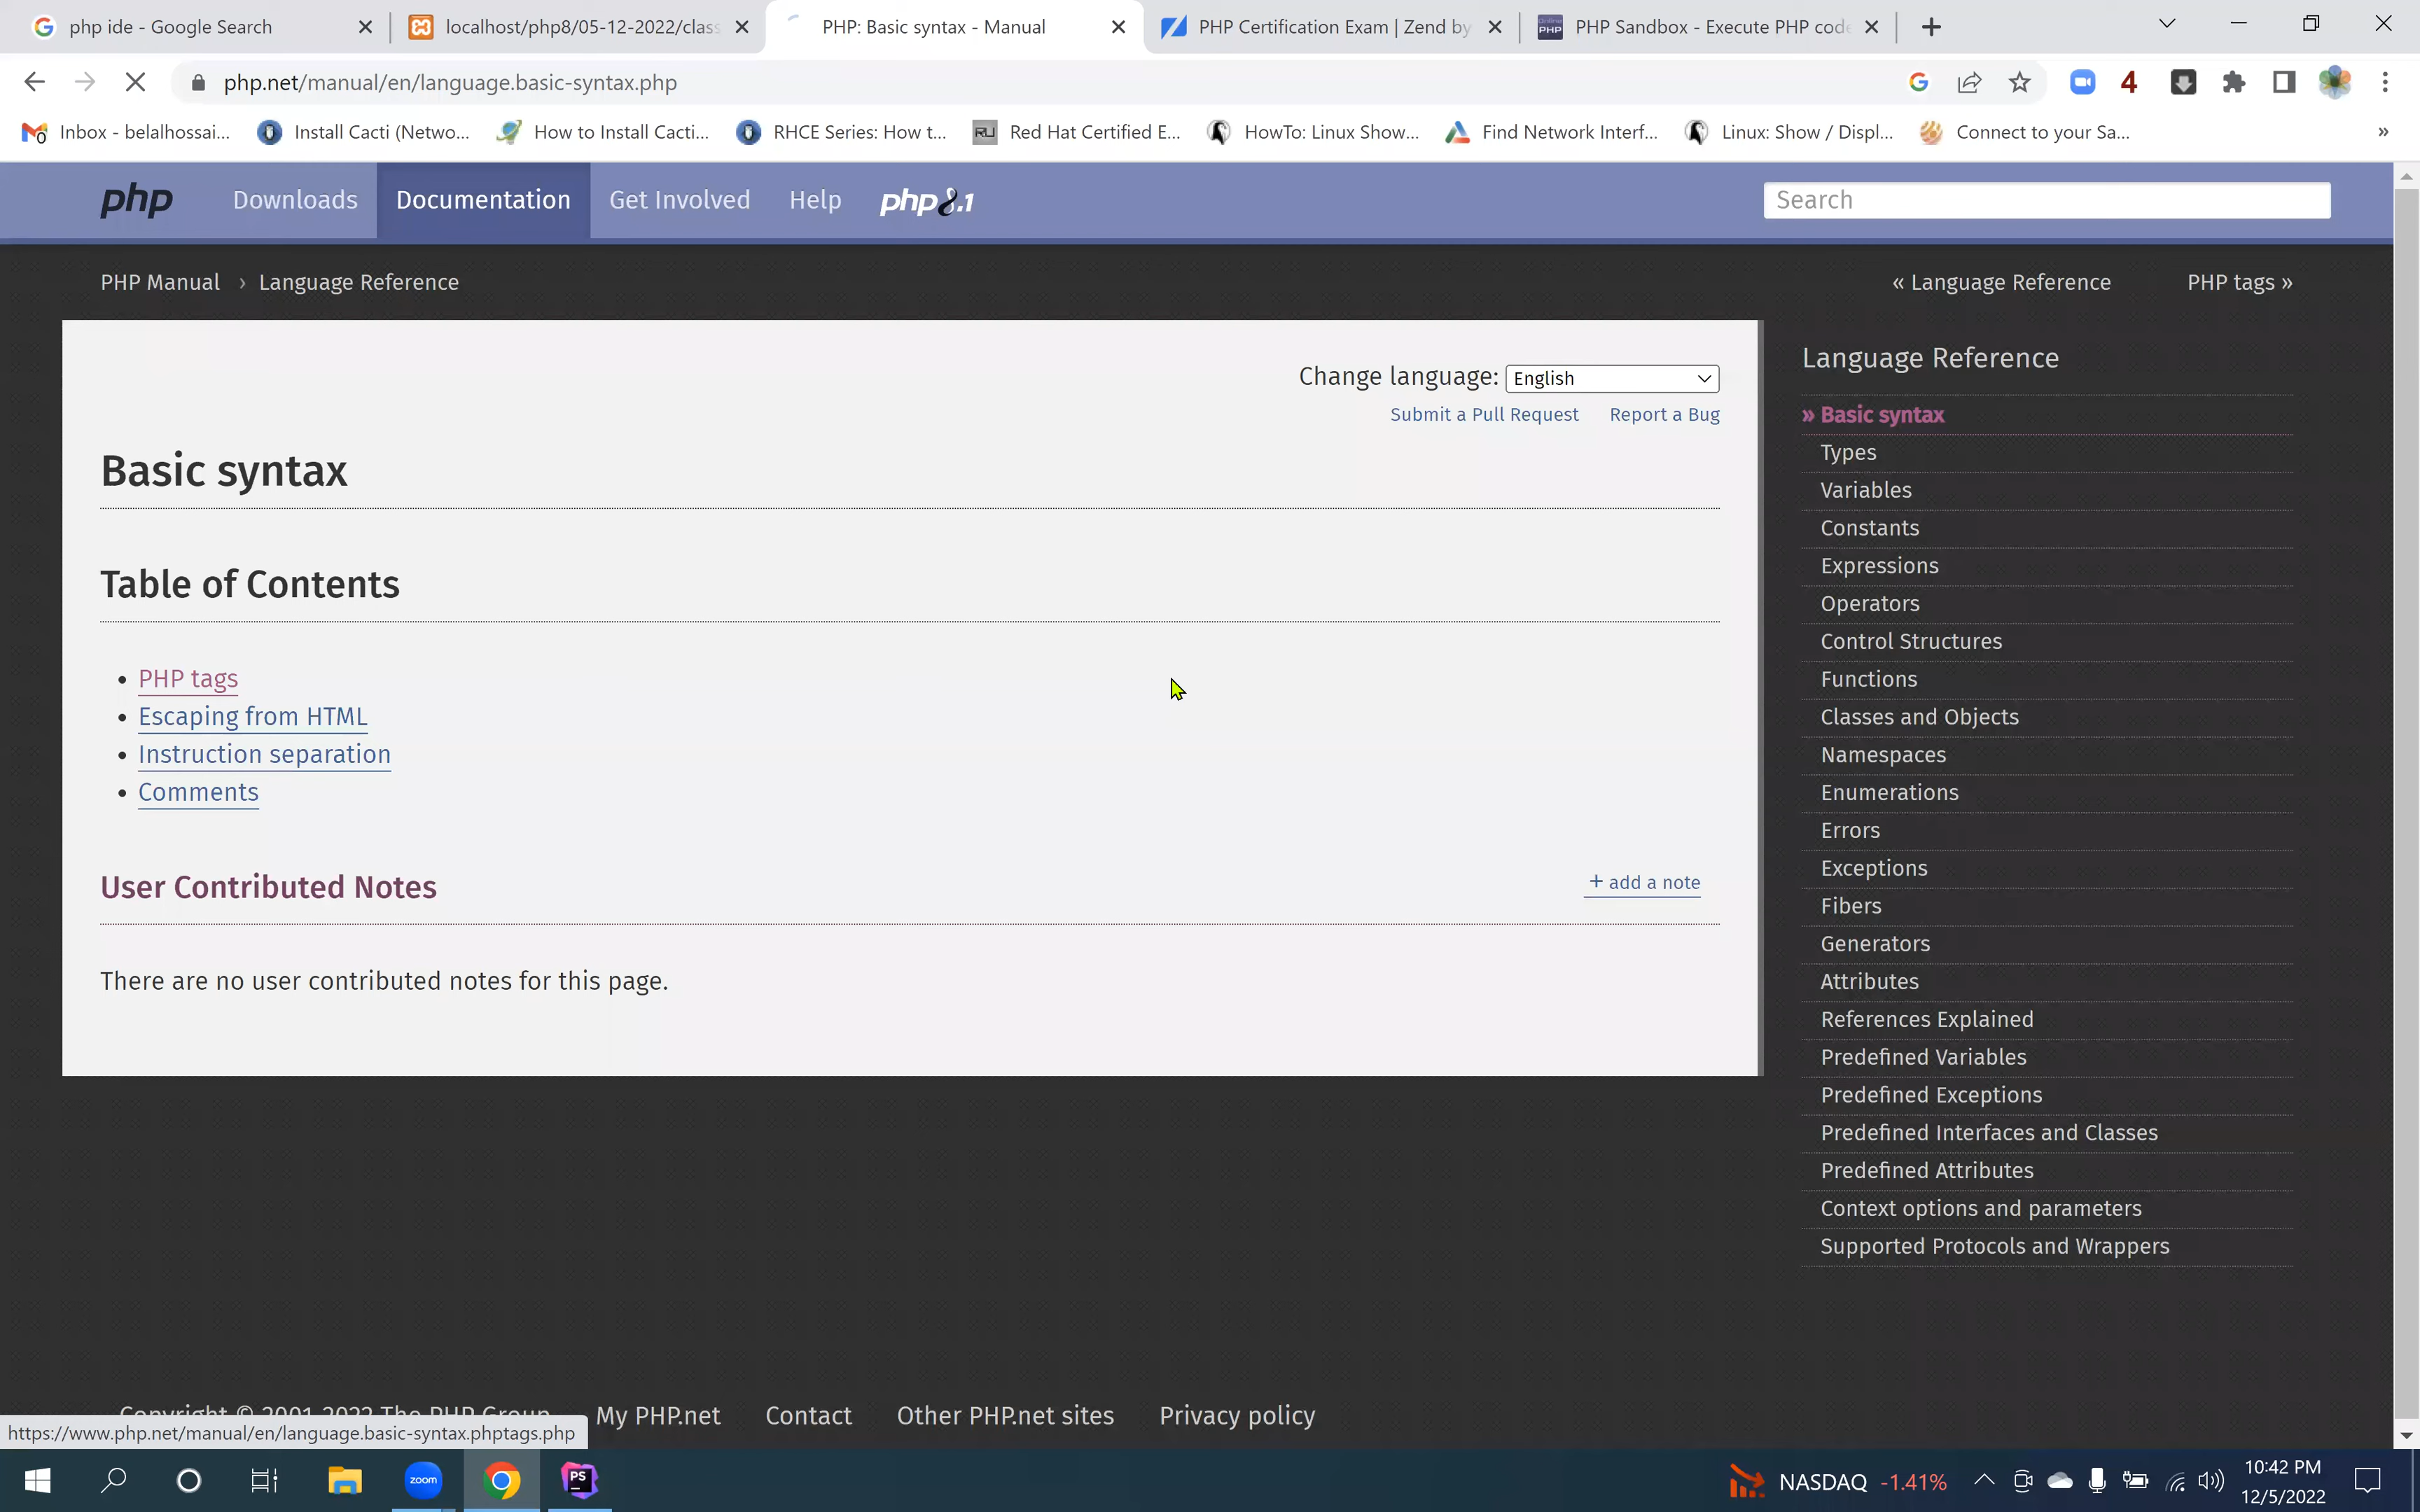 php ide - Google Search
localhost/php8/05-12-2022/class
PHP: Basic syntax - Manual
PHP Certification Exam | Zend by
PHP Sandbox - Execute PHP code
php.net/manual/en/language.basic-syntax.php
4
Inbox - belalhossai...
Install Cacti (Netwo...
How to Install Cacti...
RHCE Series: How t...
Red Hat Certified E...
HowTo: Linux Show...
Find Network Interf...
Linux: Show / Displ...
Connect to your Sa...
»
php
Downloads
Documentation
Get Involved
Help
php8.1
Search
PHP Manual › Language Reference
« Language Reference
PHP tags »
Change language: English
Submit a Pull Request
Report a Bug
Basic syntax
Table of Contents
• PHP tags
• Escaping from HTML
• Instruction separation
• Comments
User Contributed Notes
+ add a note
There are no user contributed notes for this page.
Language Reference
» Basic syntax
Types
Variables
Constants
Expressions
Operators
Control Structures
Functions
Classes and Objects
Namespaces
Enumerations
Errors
Exceptions
Fibers
Generators
Attributes
References Explained
Predefined Variables
Predefined Exceptions
Predefined Interfaces and Classes
Predefined Attributes
Context options and parameters
Supported Protocols and Wrappers
Copyright © 2001-2022 The PHP Group
My PHP.net
Contact
Other PHP.net sites
Privacy policy
https://www.php.net/manual/en/language.basic-syntax.phptags.php
zoom
PS
NASDAQ -1.41%
10:42 PM
12/5/2022